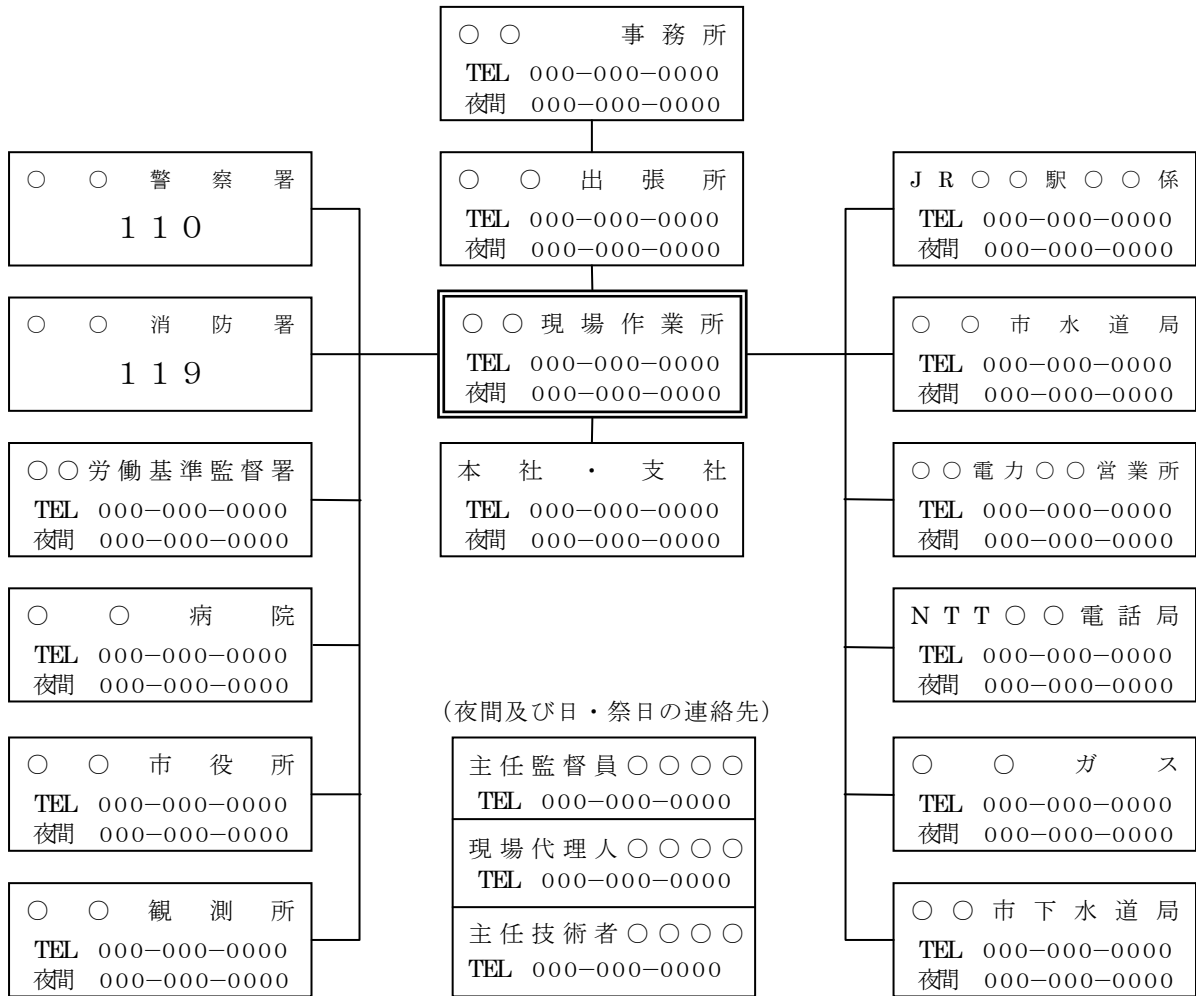 ○○ 事務所
TEL 000-000-0000
夜間 000-000-0000
○○警察署
110
○○消防署
119
○○労働基準監督署
TEL 000-000-0000
夜間 000-000-0000
○○病院
TEL 000-000-0000
夜間 000-000-0000
○○市役所
TEL 000-000-0000
夜間 000-000-0000
○○観測所
TEL 000-000-0000
夜間 000-000-0000
○○出張所
TEL 000-000-0000
夜間 000-000-0000
○○現場作業所
TEL 000-000-0000
夜間 000-000-0000
本社・支社
TEL 000-000-0000
夜間 000-000-0000
(夜間及び日・祭日の連絡先)
主任監督員○○○○
TEL 000-000-0000
現場代理人○○○○
TEL 000-000-0000
主任技術者○○○○
TEL 000-000-0000
JR○○駅○○係
TEL 000-000-0000
夜間 000-000-0000
○○市水道局
TEL 000-000-0000
夜間 000-000-0000
○○電力○○営業所
TEL 000-000-0000
夜間 000-000-0000
NTT○○電話局
TEL 000-000-0000
夜間 000-000-0000
○○ガス
TEL 000-000-0000
夜間 000-000-0000
○○市下水道局
TEL 000-000-0000
夜間 000-000-0000